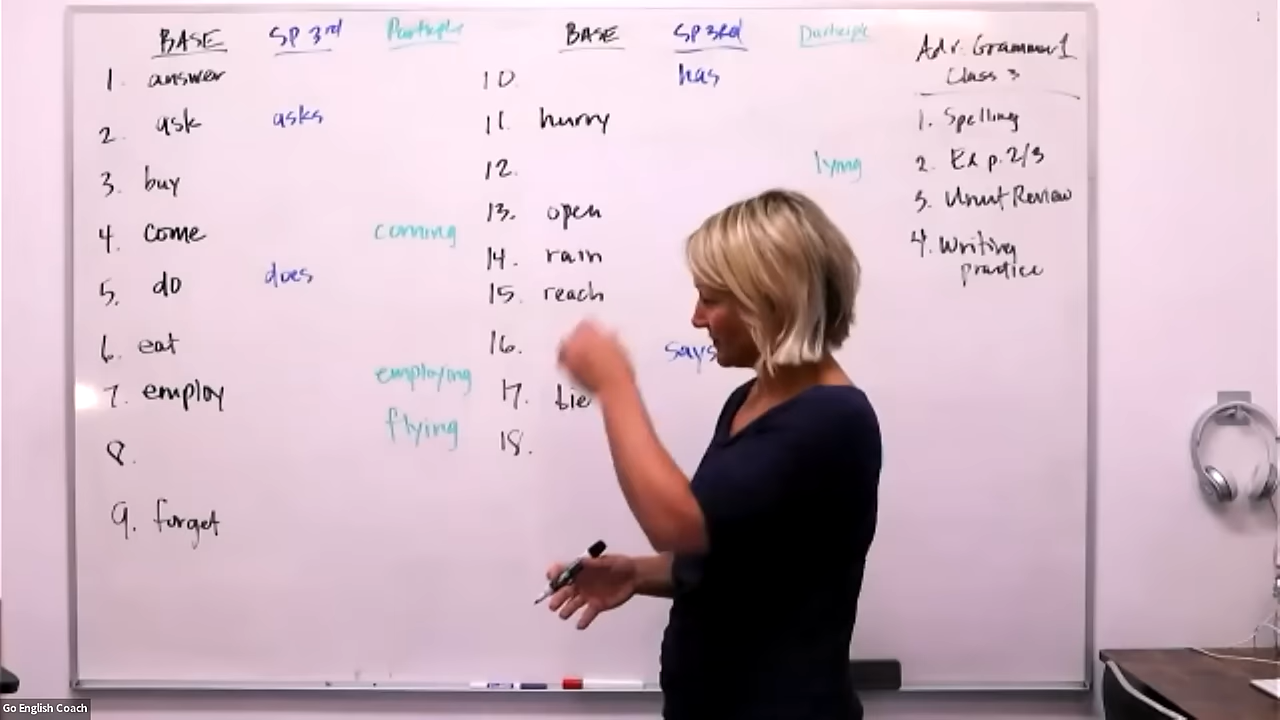 BASE SP 3rd Participle BASE SP 3rd Participle
1. answer
2. ask asks
3. buy
4. come coming
5. do does
6. eat
7. employ employing
8. flying
9. forget
10. has
11. hurry
12. lying
13. open
14. rain
15. reach
16. says
17. tie
18.
Adv. Grammar 1
Class 3
1. Spelling
2. Ex p. 2/3
3. Unit Review
4. Writing
practice
Go English Coach